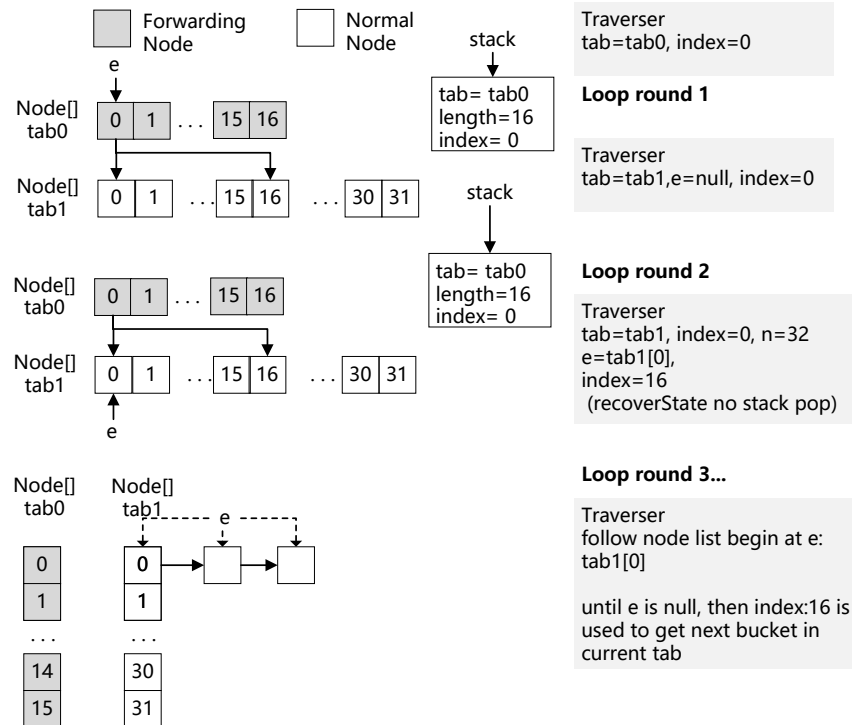 Forwarding
Node
Normal
Node
stack
Traverser
tab=tab0, index=0
e
Node[]
tab0
0 1 ... 15 16
tab= tab0
length=16
index= 0
Loop round 1
Node[]
tab1
0 1 ... 15 16 ... 30 31
Traverser
tab=tab1,e=null, index=0
stack
Node[]
tab0
0 1 ... 15 16
tab= tab0
length=16
index= 0
Loop round 2
Node[]
tab1
0 1 ... 15 16 ... 30 31
e
Traverser
tab=tab1, index=0, n=32
e=tab1[0],
index=16
(recoverState no stack pop)
Loop round 3...
Node[]
tab0
Node[]
tab1
e
0
1
...
14
15
0
1
...
30
31
Traverser
follow node list begin at e:
tab1[0]
until e is null, then index:16 is
used to get next bucket in
current tab